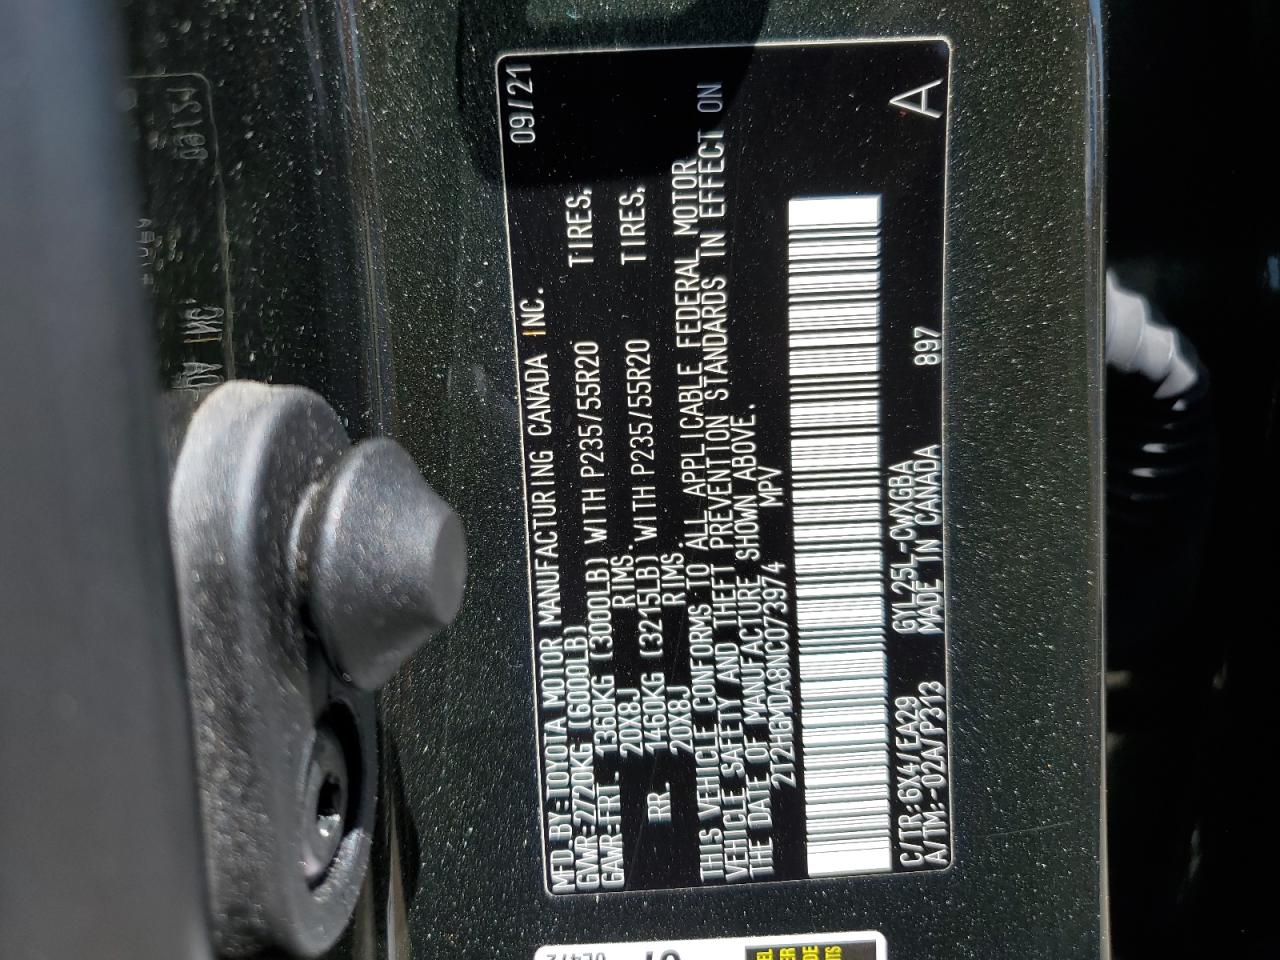 MFD.BY:TOYOTA MOTOR MANUFACTURING CANADA INC. 09/21
GVWR:2720KG (6000LB)
GAWR:FRT. 1360KG (3000LB) WITH P235/55R20 TIRES.
20X8J RIMS.
RR. 1460KG (3215LB) WITH P235/55R20 TIRES.
20X8J RIMS.
THIS VEHICLE CONFORMS TO ALL APPLICABLE FEDERAL MOTOR
VEHICLE SAFETY AND THEFT PREVENTION STANDARDS IN EFFECT ON
THE DATE OF MANUFACTURE SHOWN ABOVE.
2T2HGMDA8NC073974 MPV
C/TR:6X4/EA29 GYL25L-CWXGBA
A/TM:-02A/P313 MADE IN CANADA 897 A